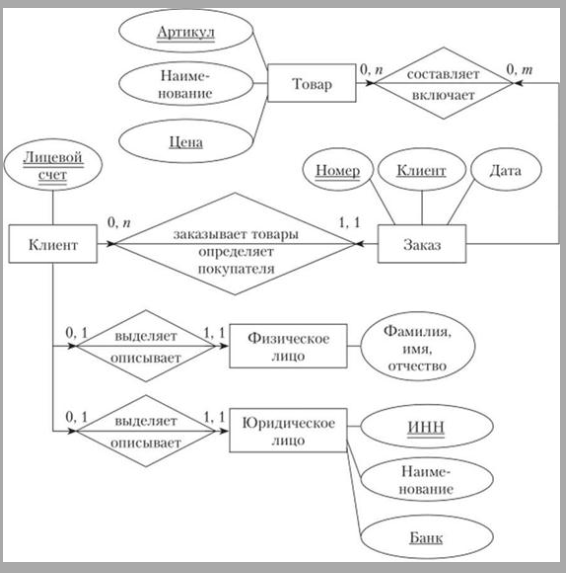 Артикул
Наиме-
нование
Цена
Товар
0, n
составляет
включает
0, m
Лицевой
счет
Номер
Клиент
Дата
Клиент
0, n
заказывает товары
определяет
покупателя
1, 1
Заказ
0, 1
выделяет
описывает
1, 1
Физическое
лицо
Фамилия,
имя,
отчество
0, 1
выделяет
описывает
1, 1
Юридическое
лицо
ИНН
Наиме-
нование
Банк